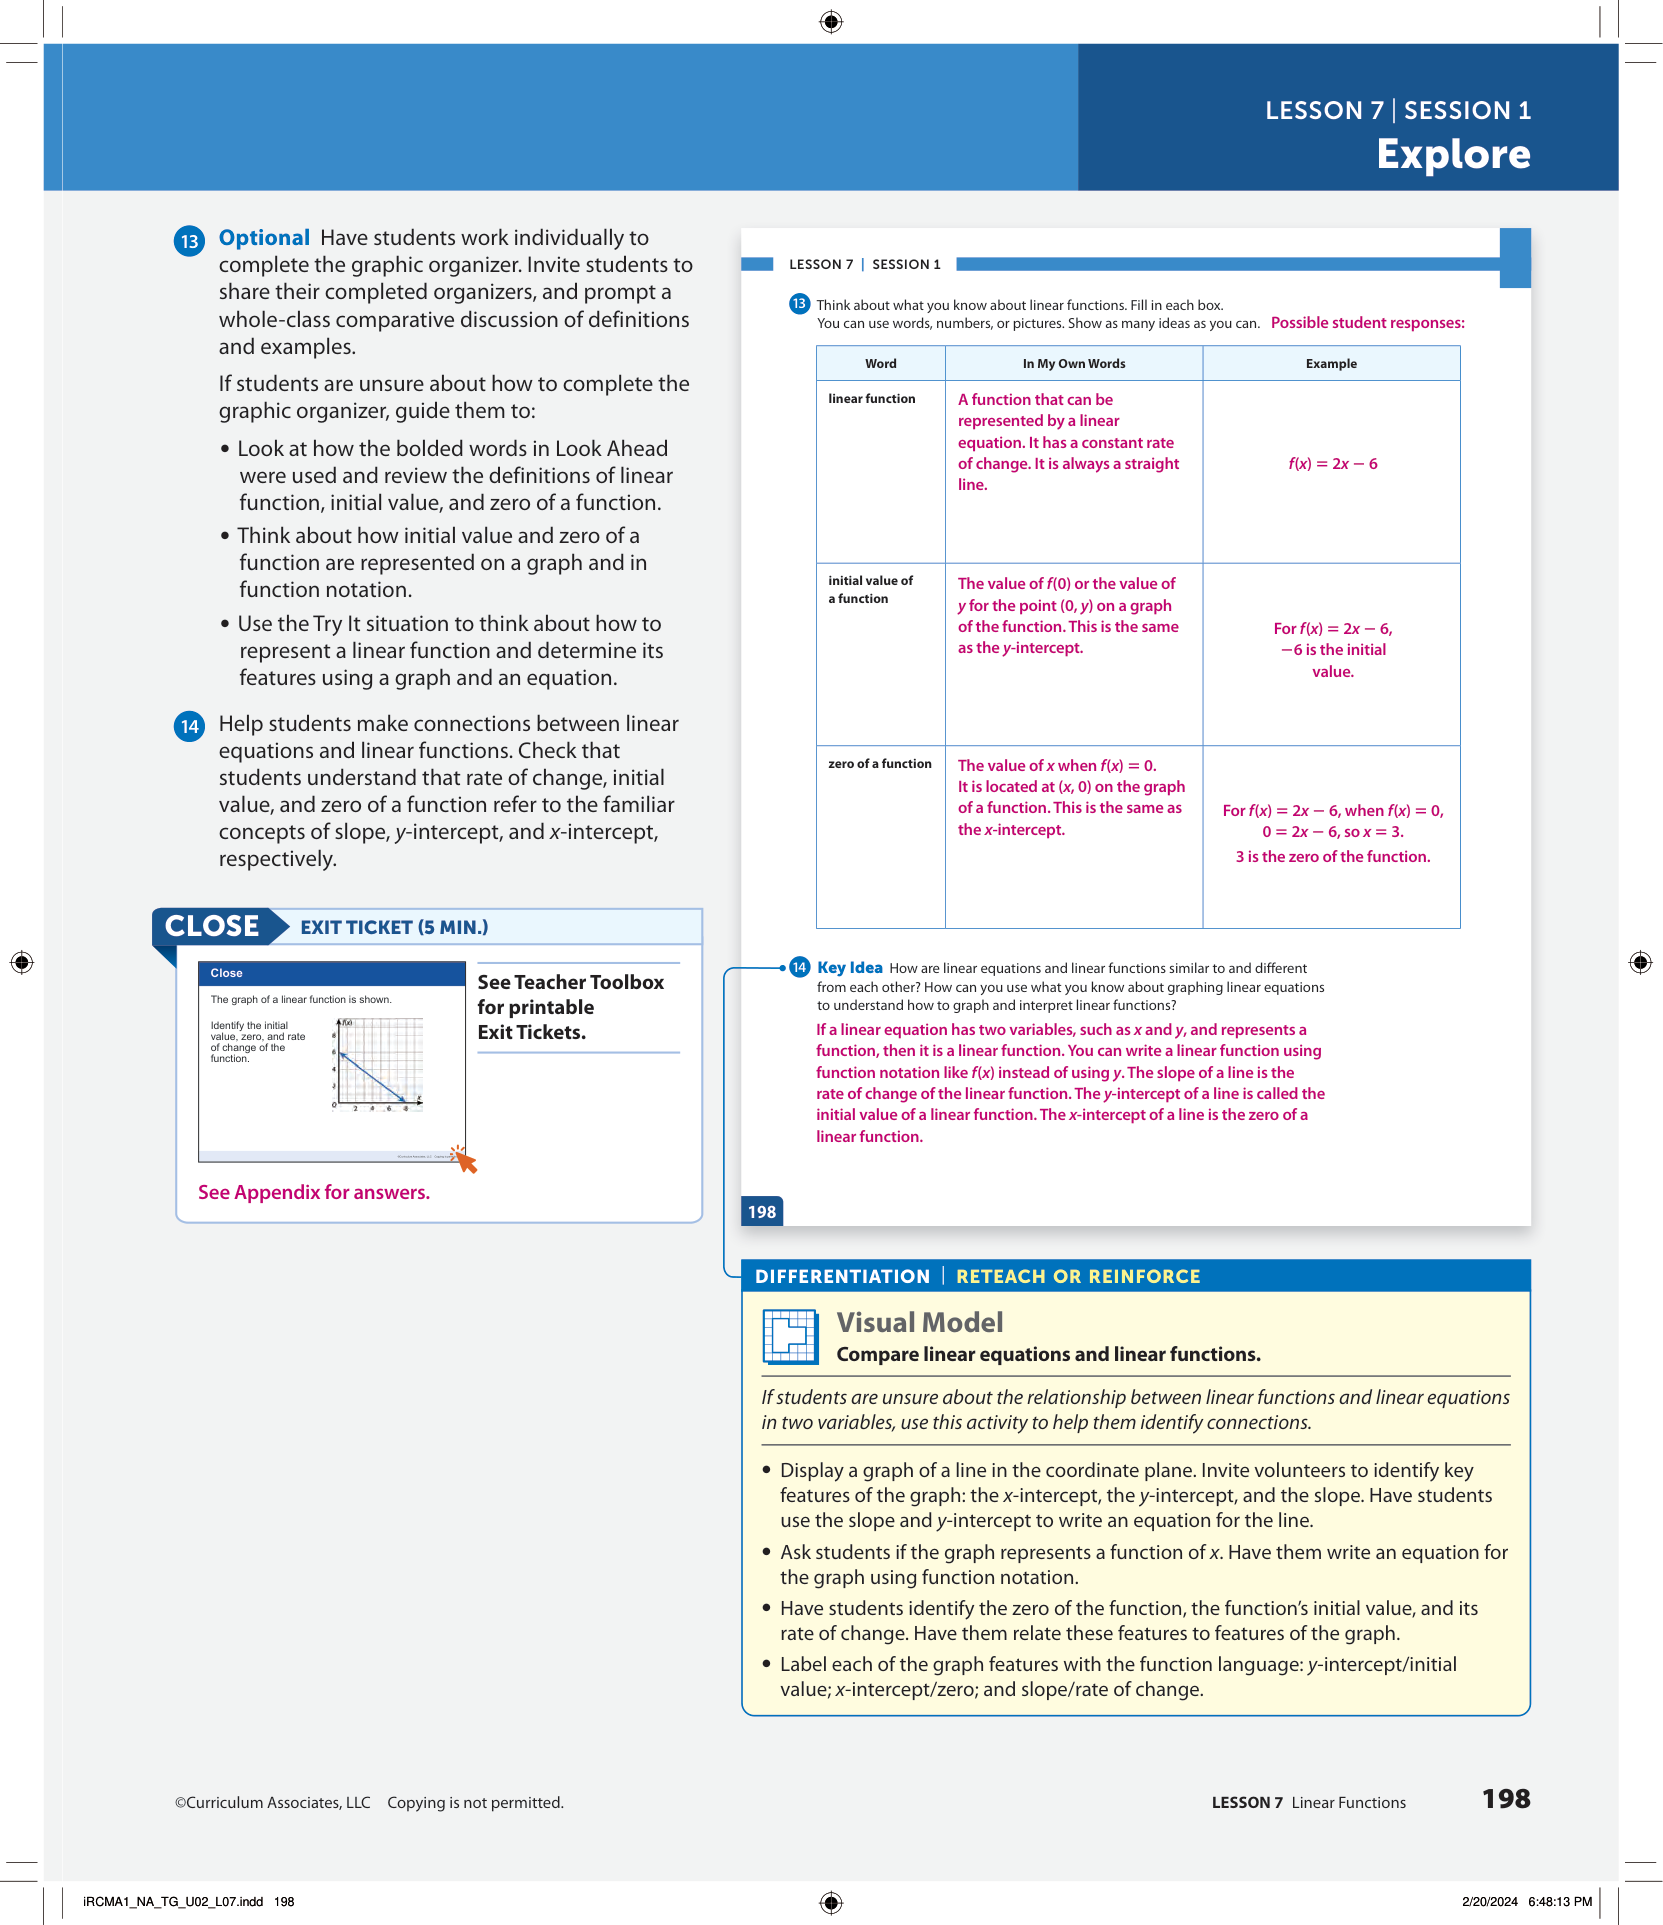 LESSON 7 | SESSION 1
Explore
13 Optional Have students work individually to
complete the graphic organizer. Invite students to
share their completed organizers, and prompt a
whole-class comparative discussion of definitions
and examples.
If students are unsure about how to complete the
graphic organizer, guide them to:
• Look at how the bolded words in Look Ahead
were used and review the definitions of linear
function, initial value, and zero of a function.
• Think about how initial value and zero of a
function are represented on a graph and in
function notation.
• Use the Try It situation to think about how to
represent a linear function and determine its
features using a graph and an equation.
14 Help students make connections between linear
equations and linear functions. Check that
students understand that rate of change, initial
value, and zero of a function refer to the familiar
concepts of slope, y-intercept, and x-intercept,
respectively.
CLOSE EXIT TICKET (5 MIN.)
Close
The graph of a linear function is shown.
Identify the initial
value, zero, and rate
of change of the
function.
f(x)
8
6
4
2
O 2 4 6 8
x
See Teacher Toolbox
for printable
Exit Tickets.
See Appendix for answers.
LESSON 7 | SESSION 1
13 Think about what you know about linear functions. Fill in each box.
You can use words, numbers, or pictures. Show as many ideas as you can. Possible student responses:
Word In My Own Words Example
linear function
A function that can be
represented by a linear
equation. It has a constant rate
of change. It is always a straight
line.
f(x) = 2x − 6
initial value of
a function
The value of f(0) or the value of
y for the point (0, y) on a graph
of the function. This is the same
as the y-intercept.
For f(x) = 2x − 6,
−6 is the initial
value.
zero of a function
The value of x when f(x) = 0.
It is located at (x, 0) on the graph
of a function. This is the same as
the x-intercept.
For f(x) = 2x − 6, when f(x) = 0,
0 = 2x − 6, so x = 3.
3 is the zero of the function.
14 Key Idea How are linear equations and linear functions similar to and different
from each other? How can you use what you know about graphing linear equations
to understand how to graph and interpret linear functions?
If a linear equation has two variables, such as x and y, and represents a
function, then it is a linear function. You can write a linear function using
function notation like f(x) instead of using y. The slope of a line is the
rate of change of the linear function. The y-intercept of a line is called the
initial value of a linear function. The x-intercept of a line is the zero of a
linear function.
198
DIFFERENTIATION | RETEACH OR REINFORCE
Visual Model
Compare linear equations and linear functions.
If students are unsure about the relationship between linear functions and linear equations
in two variables, use this activity to help them identify connections.
• Display a graph of a line in the coordinate plane. Invite volunteers to identify key
features of the graph: the x-intercept, the y-intercept, and the slope. Have students
use the slope and y-intercept to write an equation for the line.
• Ask students if the graph represents a function of x. Have them write an equation for
the graph using function notation.
• Have students identify the zero of the function, the function’s initial value, and its
rate of change. Have them relate these features to features of the graph.
• Label each of the graph features with the function language: y-intercept/initial
value; x-intercept/zero; and slope/rate of change.
©Curriculum Associates, LLC Copying is not permitted.
LESSON 7 Linear Functions 198
iRCMA1_NA_TG_U02_L07.indd 198
2/20/2024 6:48:13 PM